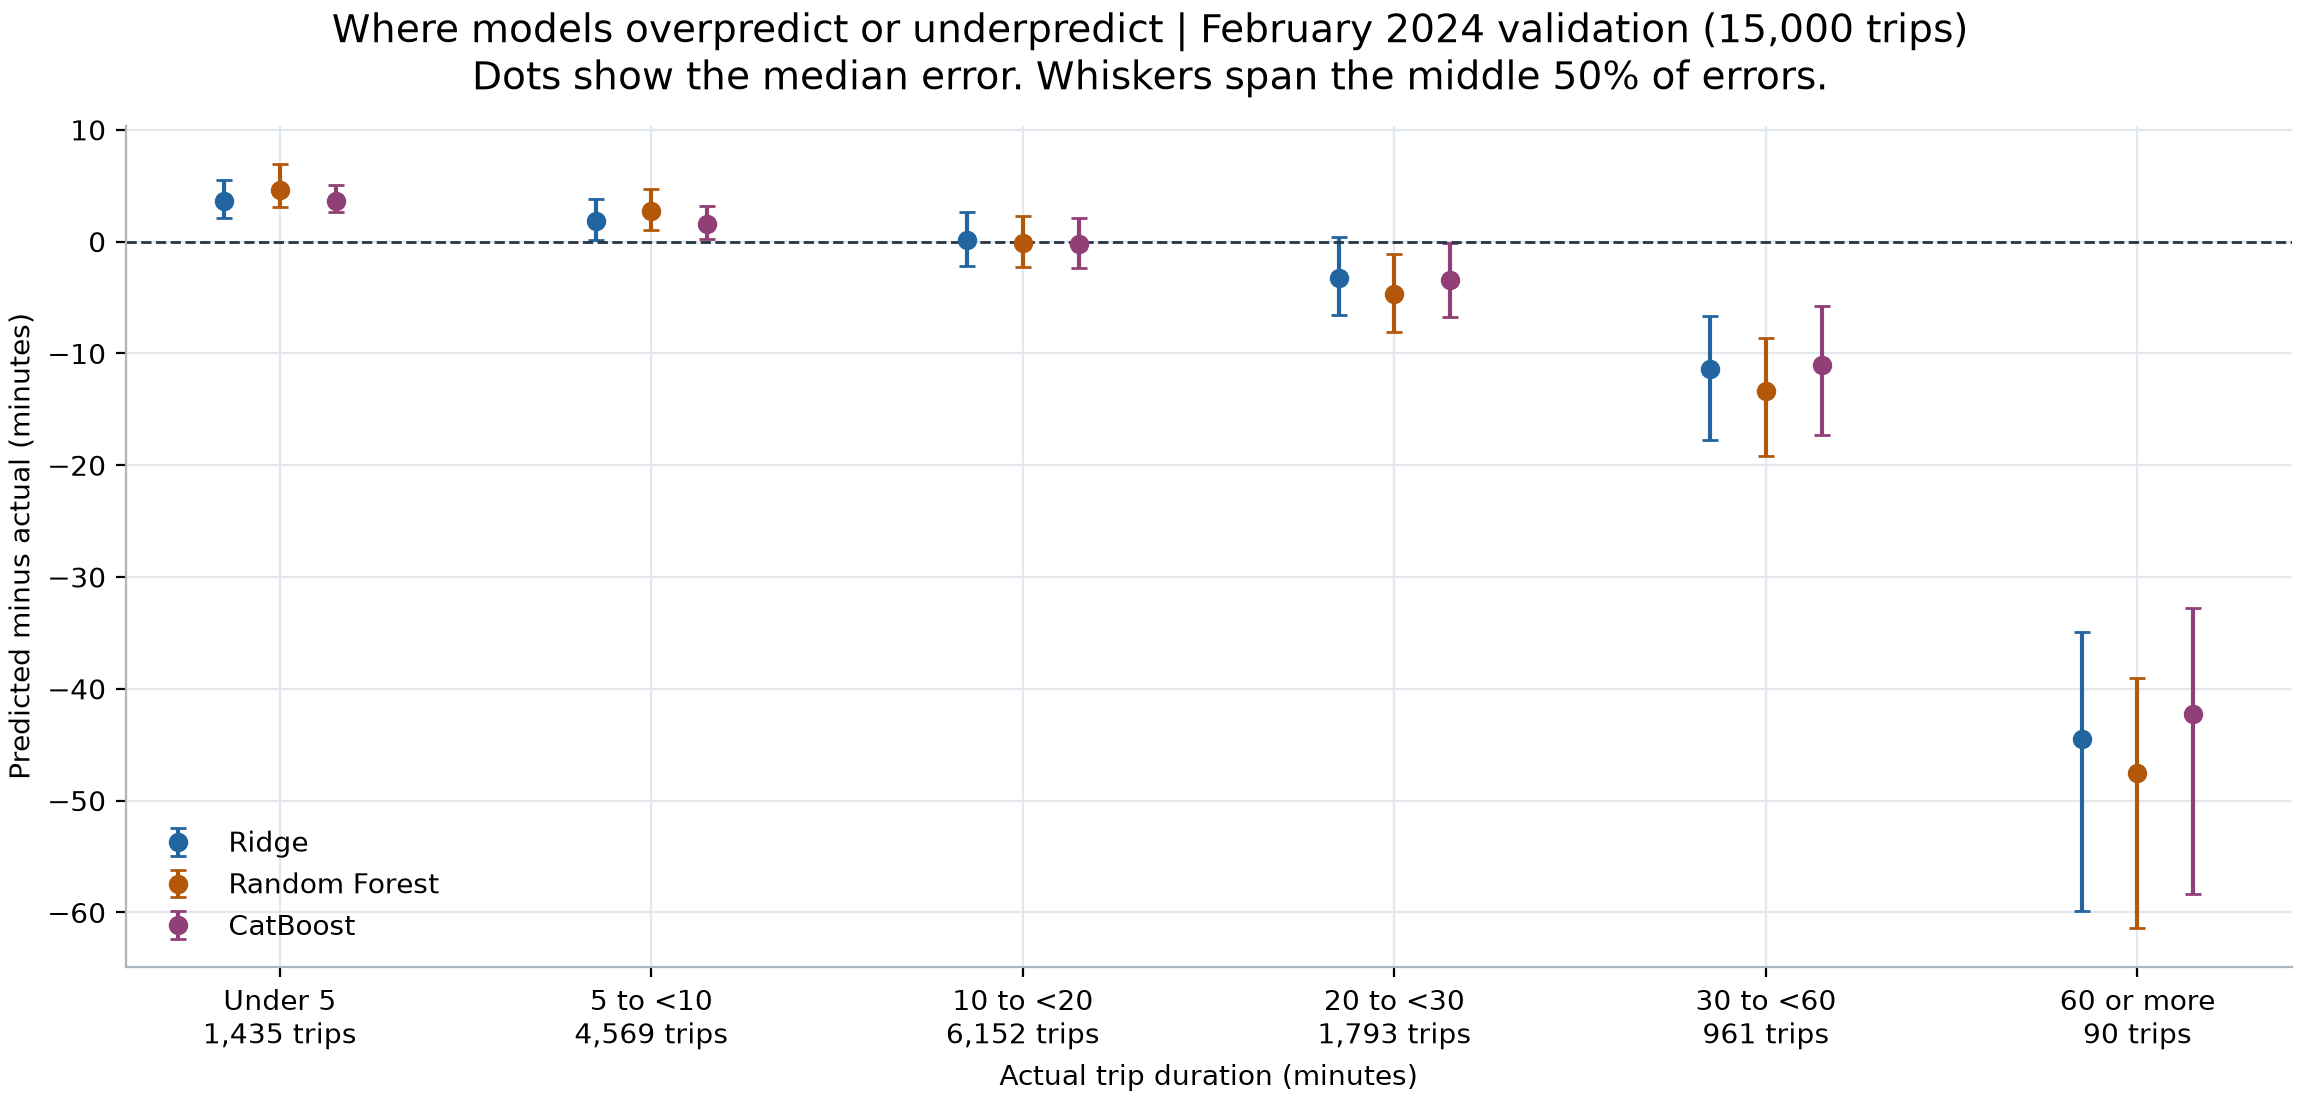 Where models overpredict or underpredict | February 2024 validation (15,000 trips)
Dots show the median error. Whiskers span the middle 50% of errors.
Predicted minus actual (minutes)
10
0
−10
−20
−30
−40
−50
−60
Ridge
Random Forest
CatBoost
Under 5
1,435 trips
5 to <10
4,569 trips
10 to <20
6,152 trips
20 to <30
1,793 trips
30 to <60
961 trips
60 or more
90 trips
Actual trip duration (minutes)